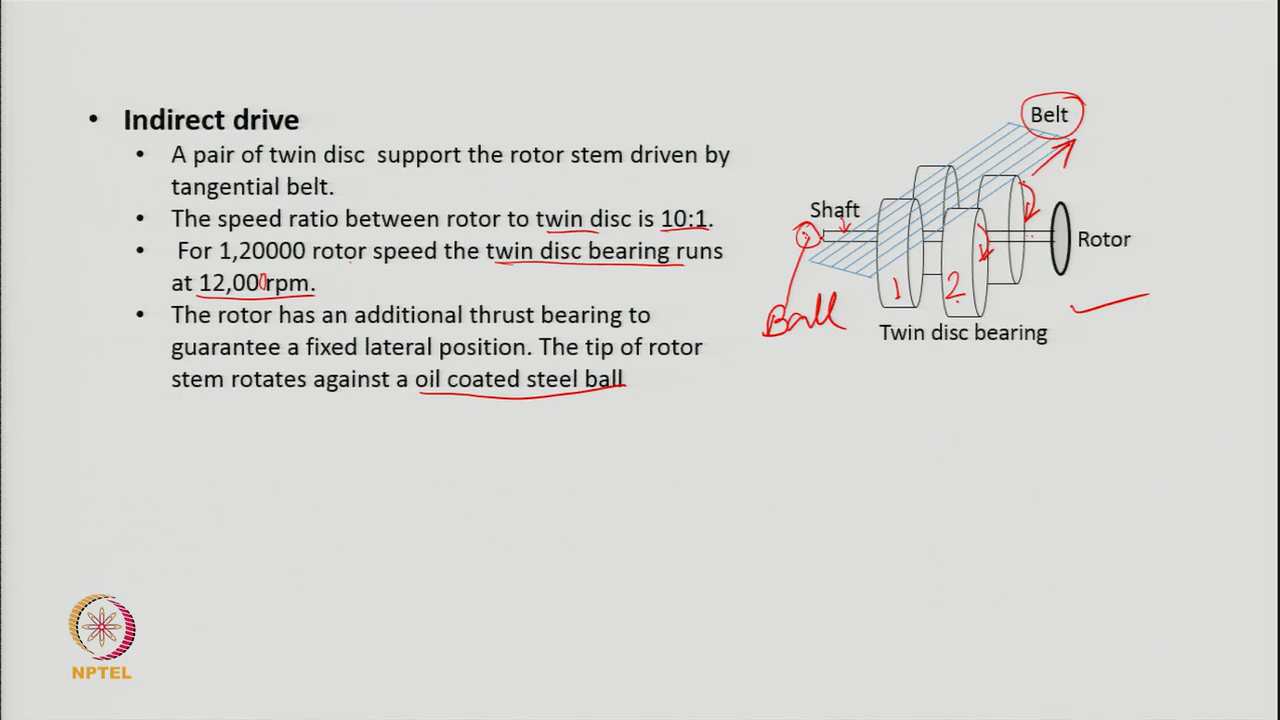 • Indirect drive
• A pair of twin disc support the rotor stem driven by
tangential belt.
• The speed ratio between rotor to twin disc is 10:1.
• For 1,20000 rotor speed the twin disc bearing runs
at 12,000rpm.
• The rotor has an additional thrust bearing to
guarantee a fixed lateral position. The tip of rotor
stem rotates against a oil coated steel ball
Belt
Shaft
Rotor
1 2
Ball
Twin disc bearing
NPTEL